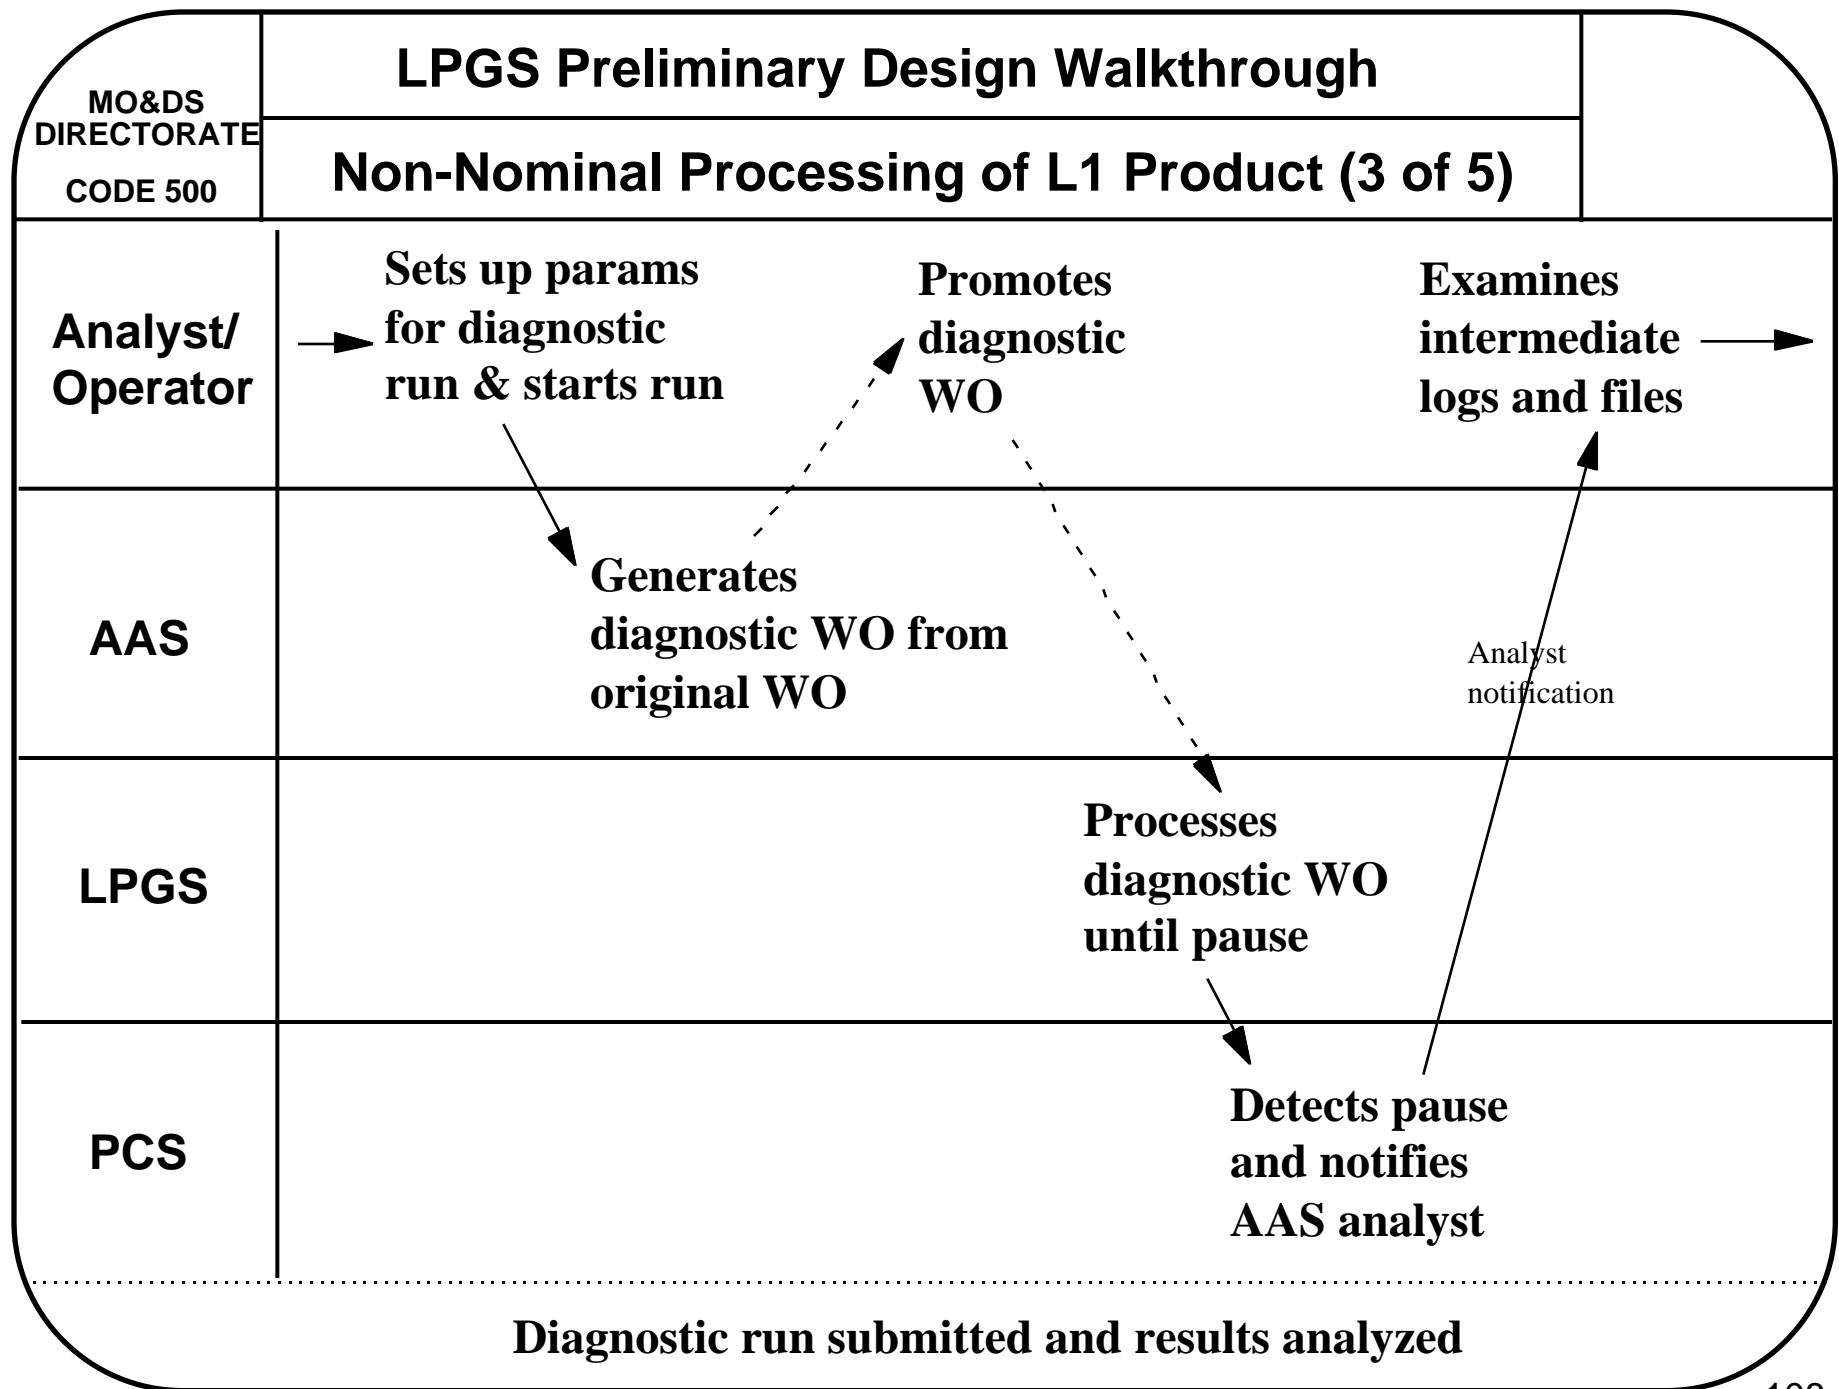 MO&DS
DIRECTORATE
CODE 500
LPGS Preliminary Design Walkthrough
Non-Nominal Processing of L1 Product (3 of 5)
Analyst/
Operator
Sets up params
for diagnostic
run & starts run
Promotes
diagnostic
WO
Examines
intermediate
logs and files
AAS
Generates
diagnostic WO from
original WO
Analyst
notification
LPGS
Processes
diagnostic WO
until pause
PCS
Detects pause
and notifies
AAS analyst
Diagnostic run submitted and results analyzed